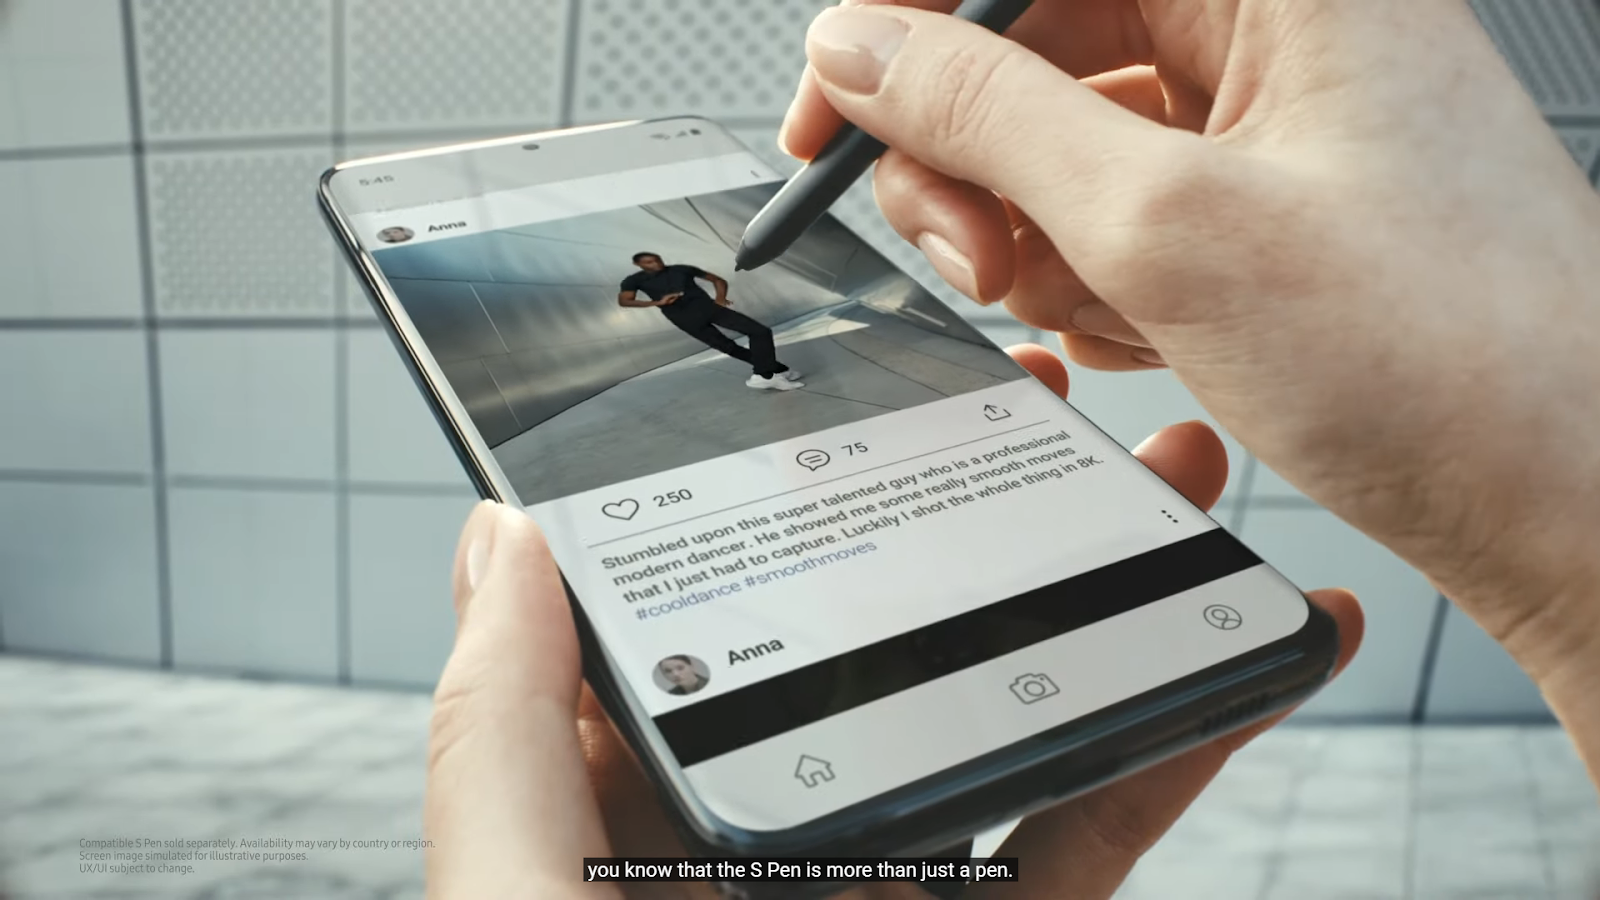 5:45
Anna
250
75
Stumbled upon this super talented guy who is a professional
modern dancer. He showed me some really smooth moves
that I just had to capture. Luckily I shot the whole thing in 8K.
#cooldance #smoothmoves
Anna
Compatible S Pen sold separately. Availability may vary by country or region.
Screen image simulated for illustrative purposes.
UX/UI subject to change.
you know that the S Pen is more than just a pen.